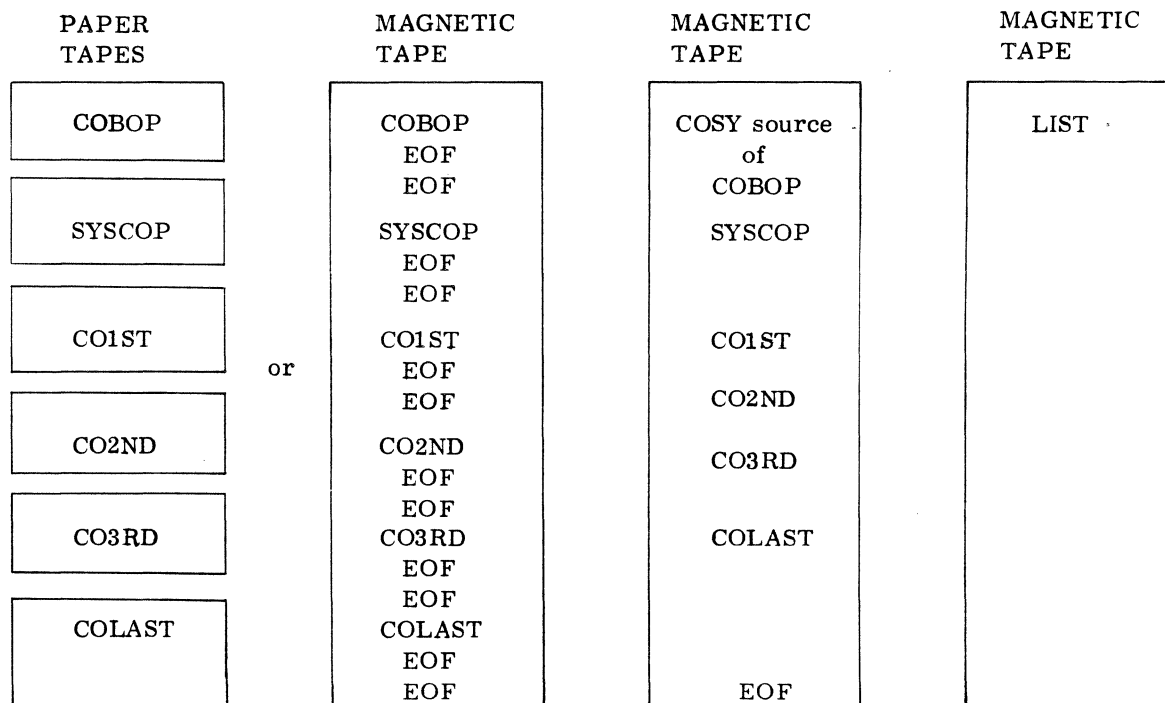 PAPER
TAPES
COBOP
SYSCOP
CO1ST
CO2ND
CO3RD
COLAST
or
MAGNETIC
TAPE
COBOP
EOF
EOF
SYSCOP
EOF
EOF
CO1ST
EOF
EOF
CO2ND
EOF
EOF
CO3RD
EOF
EOF
COLAST
EOF
EOF
MAGNETIC
TAPE
COSY source
of
COBOP
SYSCOP
CO1ST
CO2ND
CO3RD
COLAST
EOF
MAGNETIC
TAPE
LIST